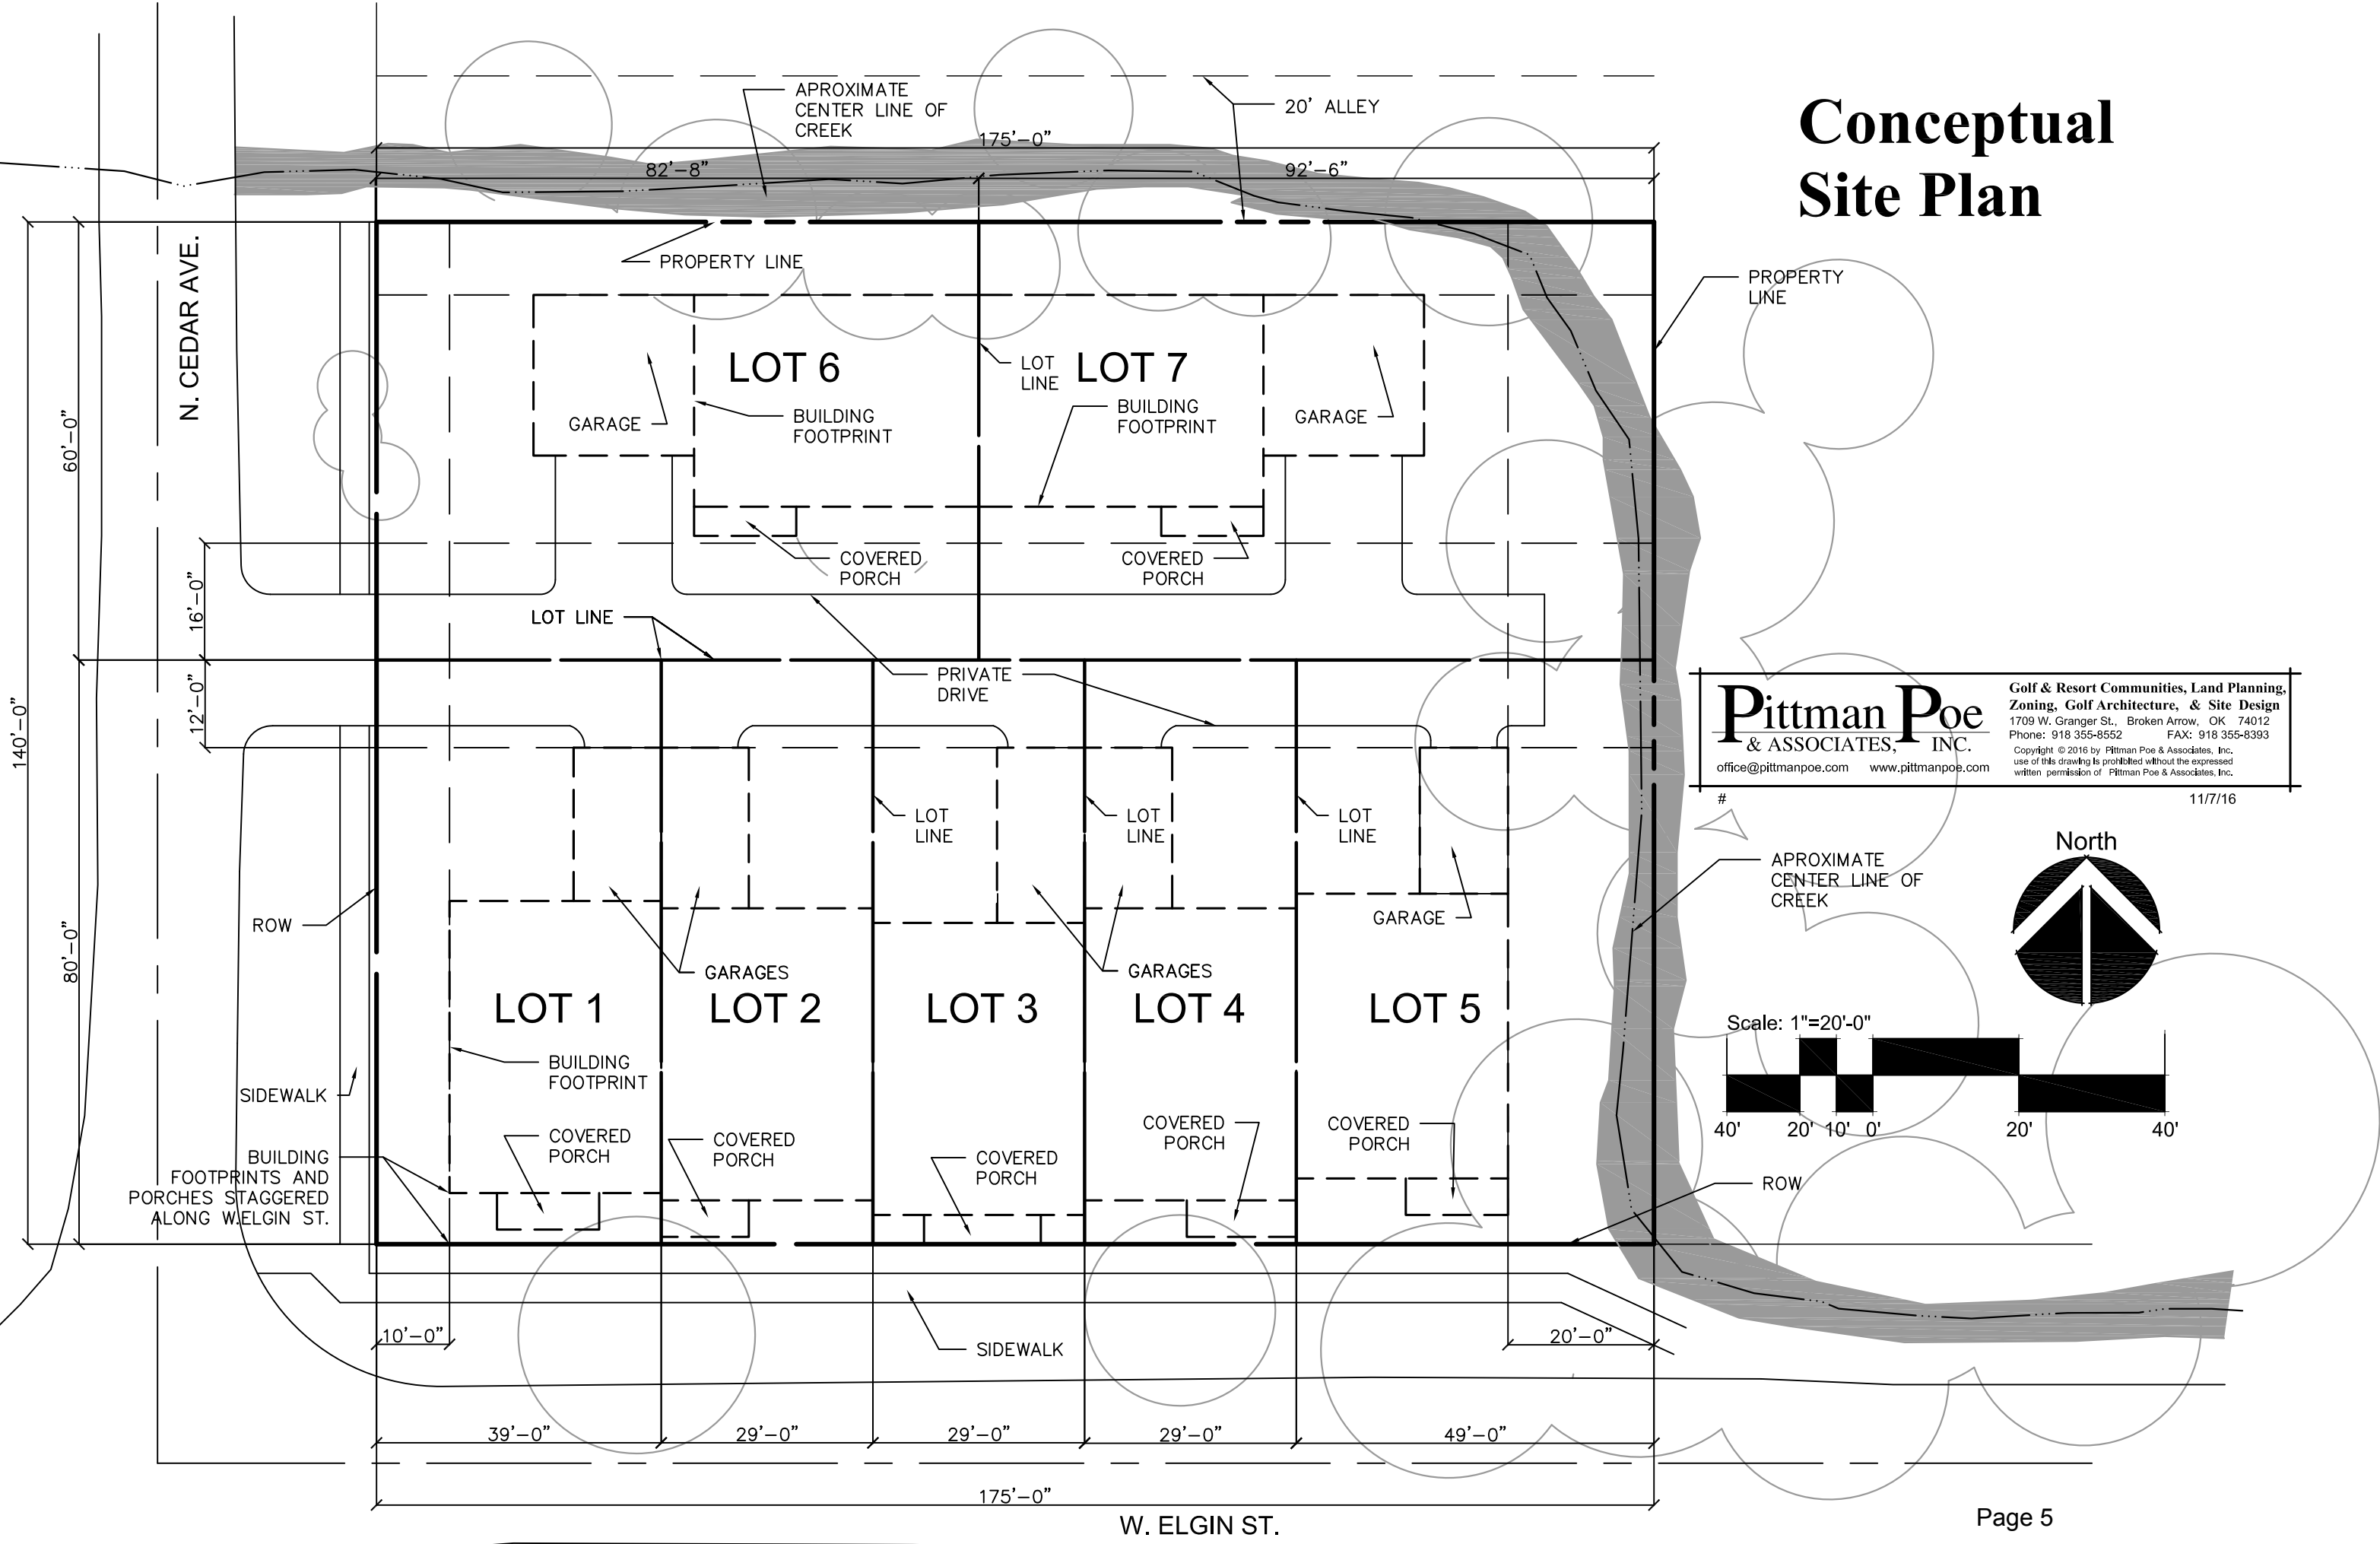 Conceptual
Site Plan
APROXIMATE
CENTER LINE OF
CREEK
20' ALLEY
175'-0"
82'-8"
92'-6"
N. CEDAR AVE.
PROPERTY LINE
PROPERTY
LINE
LOT 6
LOT
LINE
LOT 7
GARAGE
BUILDING
FOOTPRINT
BUILDING
FOOTPRINT
GARAGE
60'-0"
COVERED
PORCH
COVERED
PORCH
16'-0"
LOT LINE
PRIVATE
DRIVE
12'-0"
140'-0"
Pittman Poe
& ASSOCIATES, INC.
office@pittmanpoe.com www.pittmanpoe.com
Golf & Resort Communities, Land Planning,
Zoning, Golf Architecture, & Site Design
1709 W. Granger St., Broken Arrow, OK 74012
Phone: 918 355-8552 FAX: 918 355-8393
Copyright © 2016 by Pittman Poe & Associates, Inc.
use of this drawing is prohibited without the expressed
written permission of Pittman Poe & Associates, Inc.
# 11/7/16
LOT
LINE
LOT
LINE
LOT
LINE
North
APROXIMATE
CENTER LINE OF
CREEK
ROW
GARAGE
80'-0"
GARAGES
GARAGES
LOT 1
LOT 2
LOT 3
LOT 4
LOT 5
Scale: 1"=20'-0"
40' 20' 10' 0' 20' 40'
BUILDING
FOOTPRINT
SIDEWALK
COVERED
PORCH
COVERED
PORCH
COVERED
PORCH
COVERED
PORCH
COVERED
PORCH
BUILDING
FOOTPRINTS AND
PORCHES STAGGERED
ALONG W.ELGIN ST.
ROW
10'-0"
SIDEWALK
20'-0"
39'-0"
29'-0"
29'-0"
29'-0"
49'-0"
175'-0"
W. ELGIN ST.
Page 5